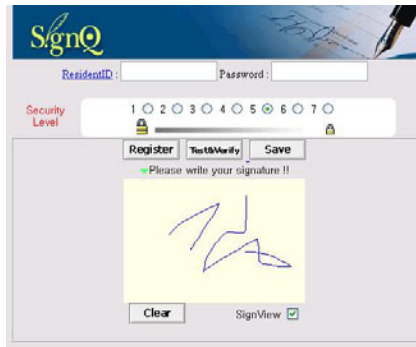 SignQ
ResidentID : Password :
Security Level 1 2 3 4 5 6 7
Register Test&Verify Save
Please write your signature !!
Clear SignView